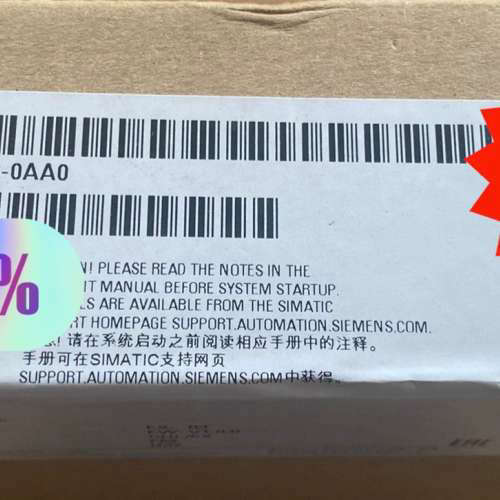 -0AA0
N! PLEASE READ THE NOTES IN THE
T MANUAL BEFORE SYSTEM STARTUP.
LS ARE AVAILABLE FROM THE SIMATIC
RT HOMEPAGE SUPPORT.AUTOMATION.SIEMENS.COM.
%
! 请在系统启动之前阅读相应手册中的注释。
手册可在SIMATIC支持网页
SUPPORT.AUTOMATION.SIEMENS.COM中获得。